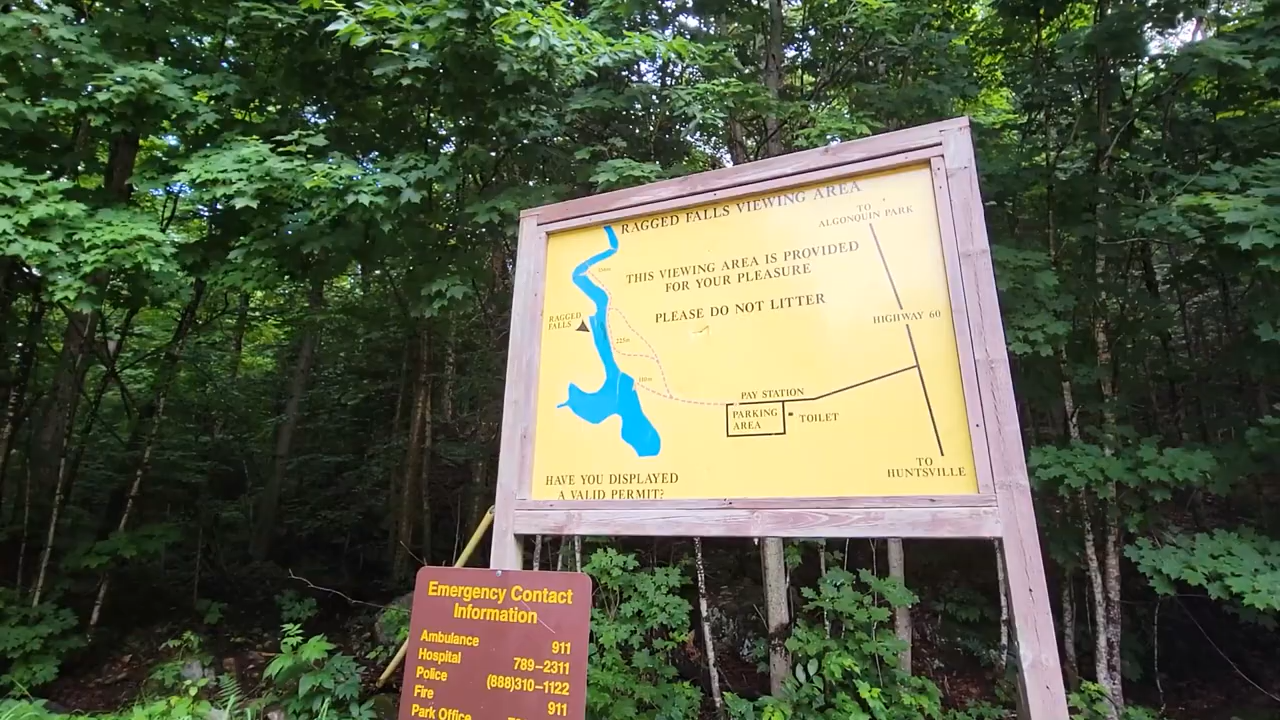 RAGGED FALLS VIEWING AREA
TO
ALGONQUIN PARK
THIS VIEWING AREA IS PROVIDED
FOR YOUR PLEASURE
PLEASE DO NOT LITTER
RAGGED
FALLS
225m
HIGHWAY 60
PAY STATION
PARKING
AREA
TOILET
TO
HUNTSVILLE
HAVE YOU DISPLAYED
A VALID PERMIT?
Emergency Contact
Information
Ambulance 911
Hospital 789-2311
Police (888)310-1122
Fire 911
Park Office